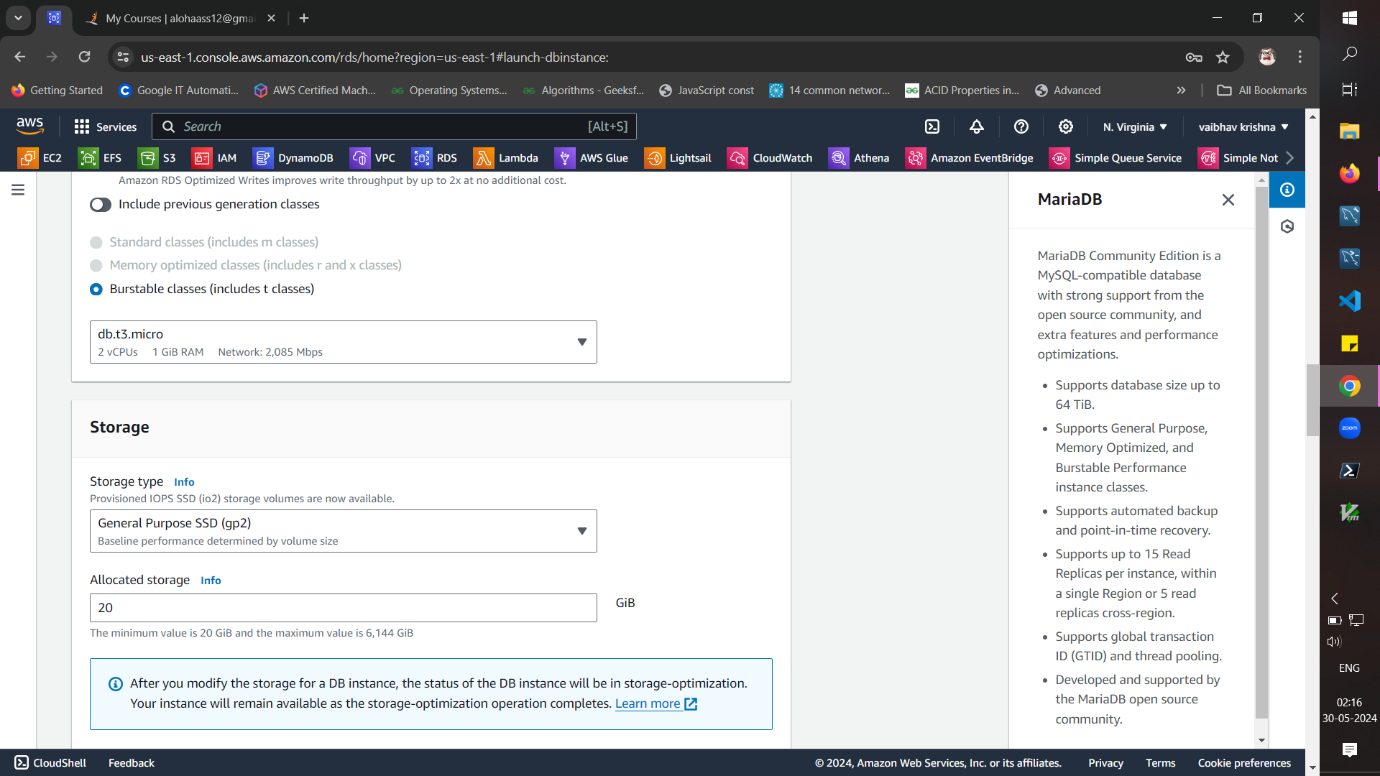 My Courses | alohaass12@gma
us-east-1.console.aws.amazon.com/rds/home?region=us-east-1#launch-dbinstance:
Getting Started
Google IT Automati...
AWS Certified Mach...
Operating Systems...
Algorithms - Geeksf...
JavaScript const
14 common networ...
ACID Properties in...
Advanced
»
All Bookmarks
aws
Services
Search
[Alt+S]
N. Virginia
vaibhav krishna
EC2
EFS
S3
IAM
DynamoDB
VPC
RDS
Lambda
AWS Glue
Lightsail
CloudWatch
Athena
Amazon EventBridge
Simple Queue Service
Simple Not
Amazon RDS Optimized Writes improves write throughput by up to 2x at no additional cost.
Include previous generation classes
Standard classes (includes m classes)
Memory optimized classes (includes r and x classes)
Burstable classes (includes t classes)
db.t3.micro
2 vCPUs 1 GiB RAM Network: 2,085 Mbps
Storage
Storage type Info
Provisioned IOPS SSD (io2) storage volumes are now available.
General Purpose SSD (gp2)
Baseline performance determined by volume size
Allocated storage Info
20
GiB
The minimum value is 20 GiB and the maximum value is 6,144 GiB
After you modify the storage for a DB instance, the status of the DB instance will be in storage-optimization.
Your instance will remain available as the storage-optimization operation completes. Learn more
MariaDB
MariaDB Community Edition is a
MySQL-compatible database
with strong support from the
open source community, and
extra features and performance
optimizations.
• Supports database size up to
64 TiB.
• Supports General Purpose,
Memory Optimized, and
Burstable Performance
instance classes.
• Supports automated backup
and point-in-time recovery.
• Supports up to 15 Read
Replicas per instance, within
a single Region or 5 read
replicas cross-region.
• Supports global transaction
ID (GTID) and thread pooling.
• Developed and supported by
the MariaDB open source
community.
CloudShell
Feedback
© 2024, Amazon Web Services, Inc. or its affiliates.
Privacy
Terms
Cookie preferences
zoom
ENG
02:16
30-05-2024